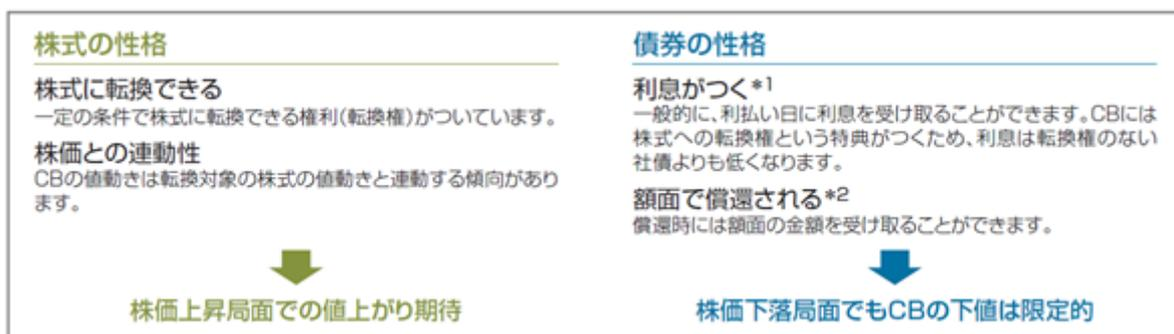 株式の性格
株式に転換できる
一定の条件で株式に転換できる権利(転換権)がついています。
株価との連動性
CBの値動きは転換対象の株式の値動きと連動する傾向があり
ます。
株価上昇局面での値上がり期待
債券の性格
利息がつく*1
一般的に、利払い日に利息を受け取ることができます。CBには
株式への転換権という特典がつくため、利息は転換権のない
社債よりも低くなります。
額面で償還される*2
償還時には額面の金額を受け取ることができます。
株価下落局面でもCBの下値は限定的